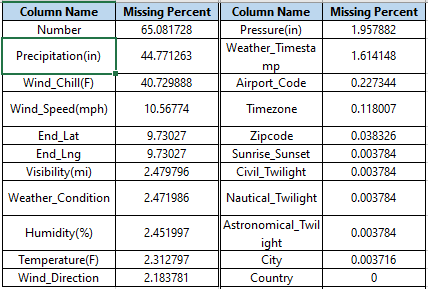 Column Name Missing Percent Column Name Missing Percent
Number 65.081728 Pressure(in) 1.957882
Precipitation(in) 44.771263 Weather_Timesta
mp 1.614148
Wind_Chill(F) 40.729888 Airport_Code 0.227344
Wind_Speed(mph) 10.56774 Timezone 0.118007
End_Lat 9.73027 Zipcode 0.038326
End_Lng 9.73027 Sunrise_Sunset 0.003784
Visibility(mi) 2.479796 Civil_Twilight 0.003784
Weather_Condition 2.471986 Nautical_Twilight 0.003784
Humidity(%) 2.451997 Astronomical_Twil
ight 0.003784
Temperature(F) 2.312797 City 0.003716
Wind_Direction 2.183781 Country 0